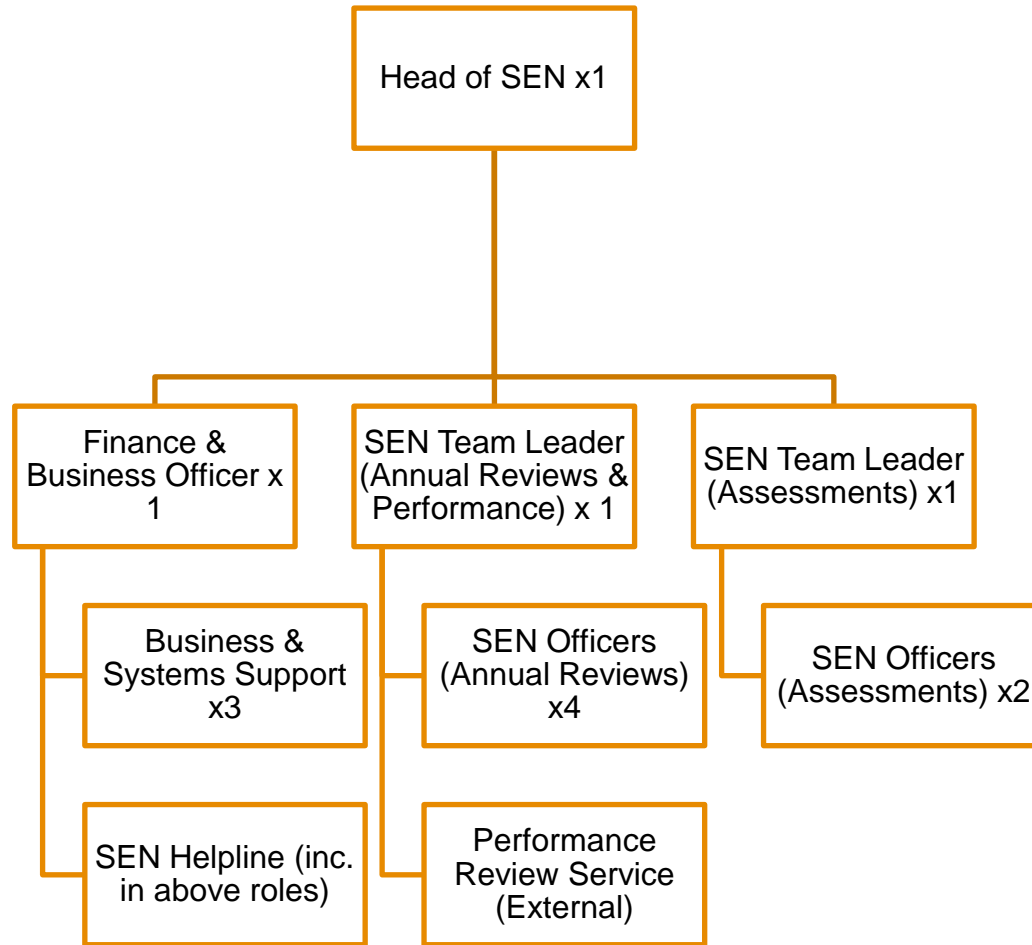 Head of SEN x1
Finance &
Business Officer x
1
SEN Team Leader
(Annual Reviews &
Performance) x 1
SEN Team Leader
(Assessments) x1
Business &
Systems Support
x3
SEN Officers
(Annual Reviews)
x4
SEN Officers
(Assessments) x2
SEN Helpline (inc.
in above roles)
Performance
Review Service
(External)